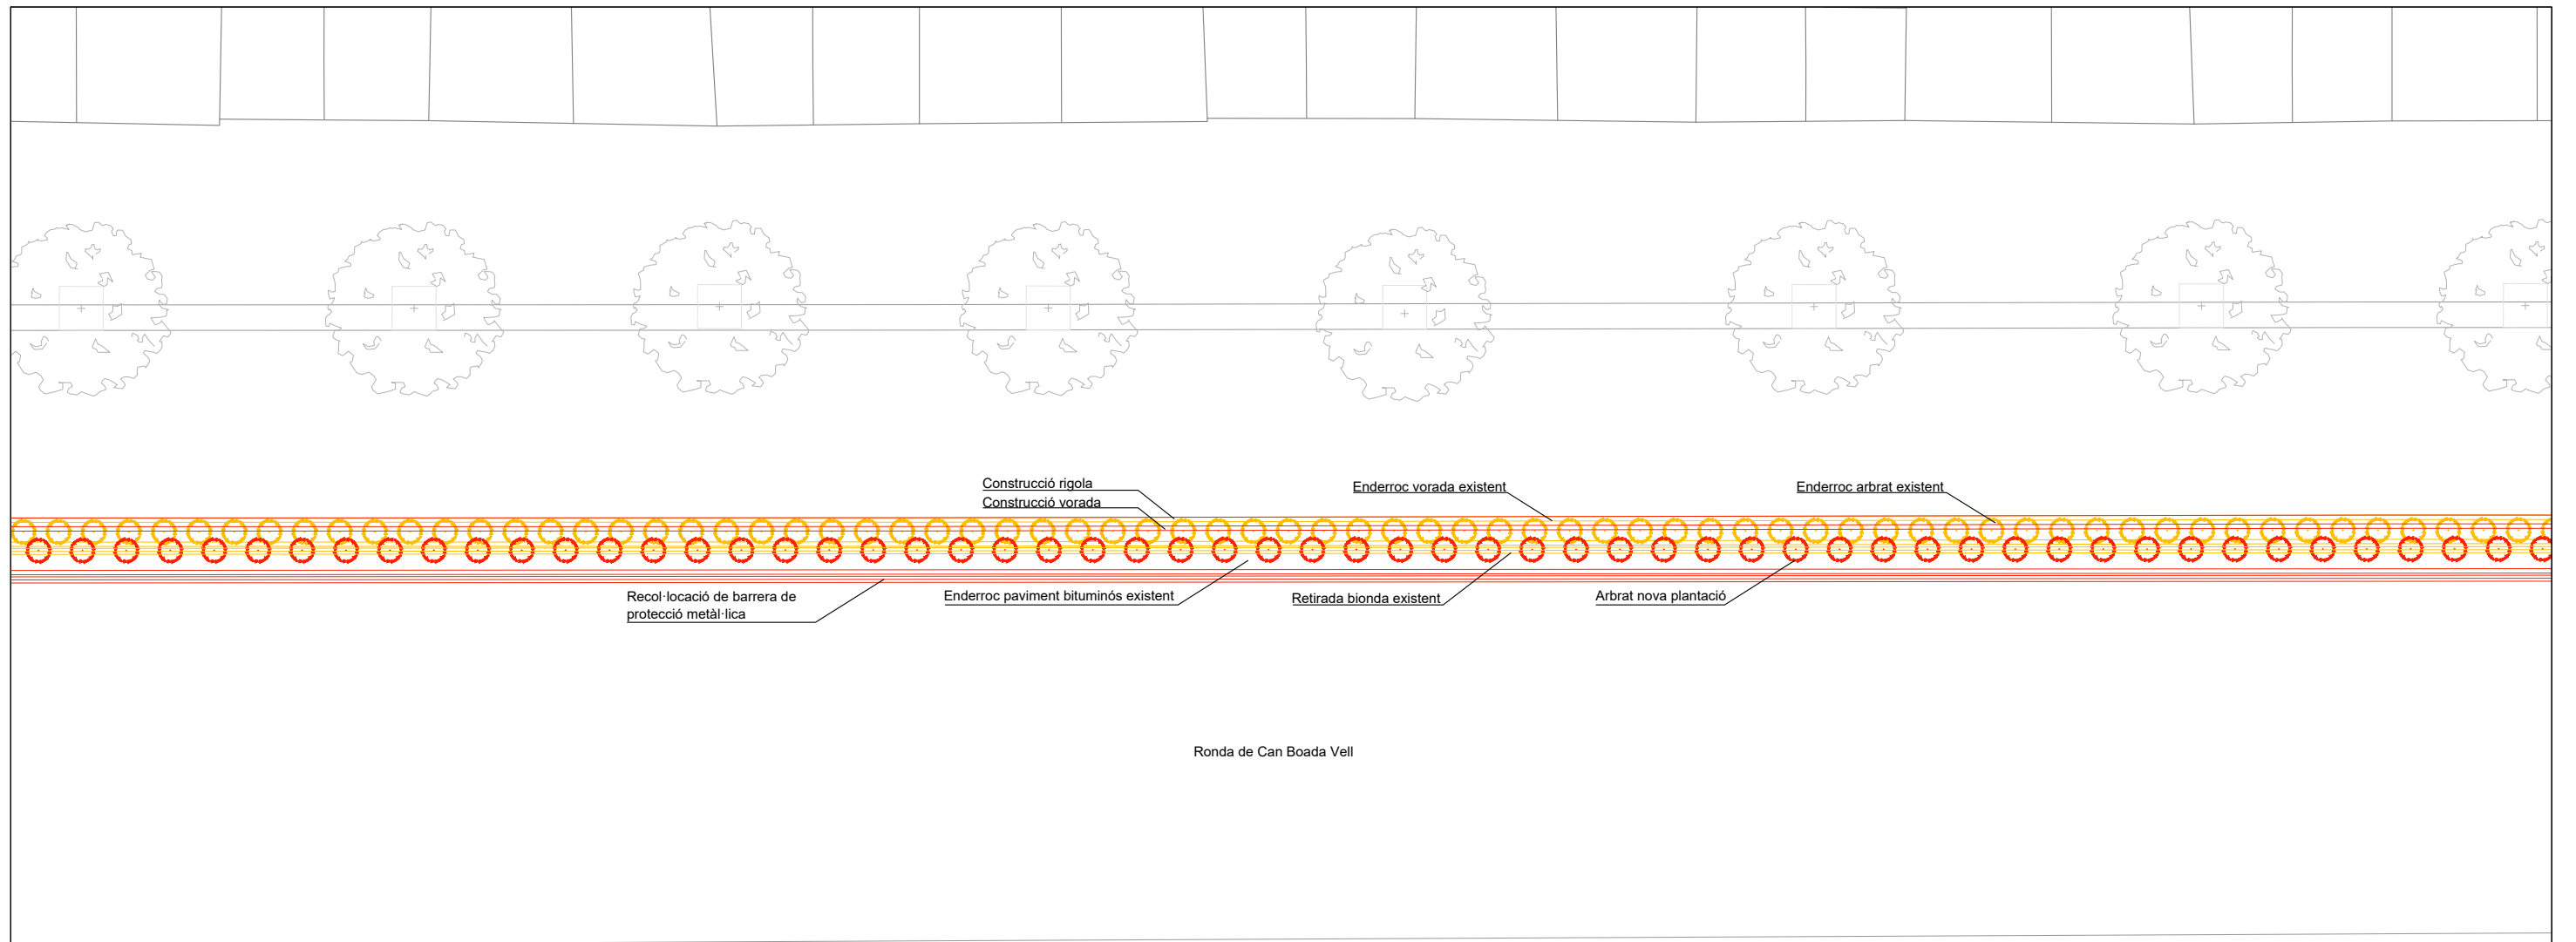 Construcció rigola
Construcció vorada
Enderroc vorada existent
Enderroc arbrat existent
Recol·locació de barrera de
protecció metàl·lica
Enderroc paviment bituminós existent
Retirada bionda existent
Arbrat nova plantació
Ronda de Can Boada Vell